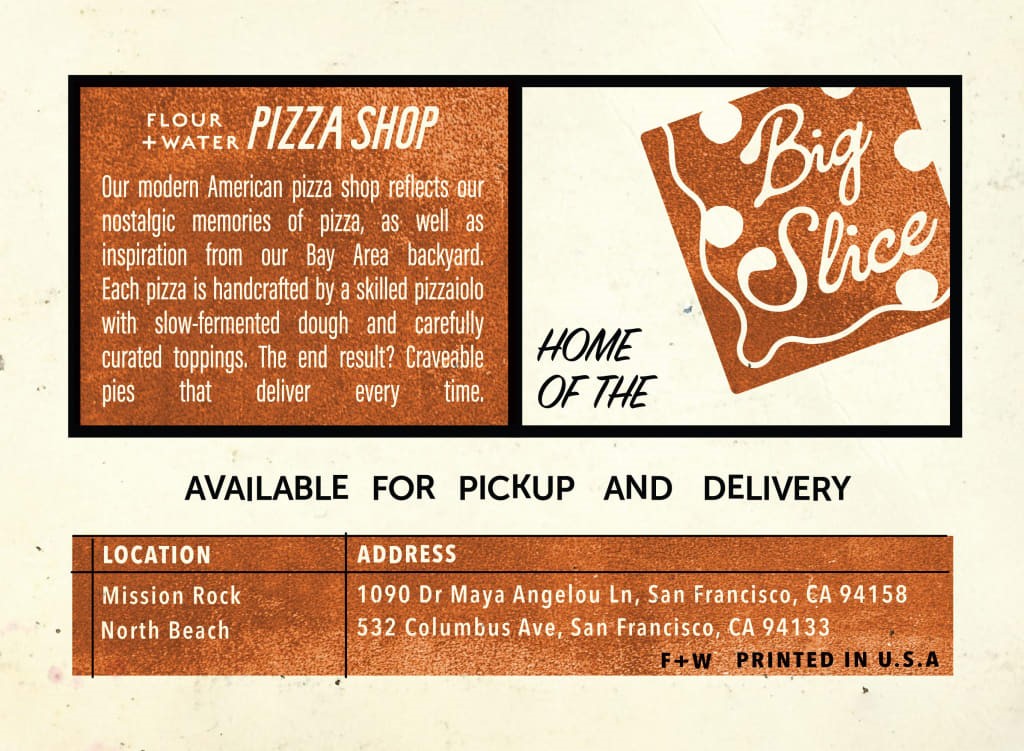 FLOUR
+WATER PIZZA SHOP
Our modern American pizza shop reflects our
nostalgic memories of pizza, as well as
inspiration from our Bay Area backyard.
Each pizza is handcrafted by a skilled pizzaiolo
with slow-fermented dough and carefully
curated toppings. The end result? Craveable
pies that deliver every time.
HOME
OF THE
Big
Slice
AVAILABLE FOR PICKUP AND DELIVERY
LOCATION ADDRESS
Mission Rock 1090 Dr Maya Angelou Ln, San Francisco, CA 94158
North Beach 532 Columbus Ave, San Francisco, CA 94133
F+W PRINTED IN U.S.A